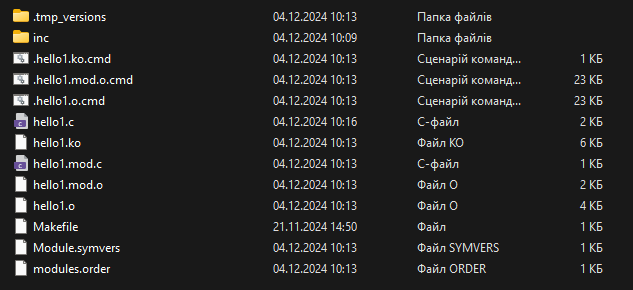 .tmp_versions 04.12.2024 10:13 Папка файлів
inc 04.12.2024 10:09 Папка файлів
.hello1.ko.cmd 04.12.2024 10:13 Сценарій команд... 1 КБ
.hello1.mod.o.cmd 04.12.2024 10:13 Сценарій команд... 23 КБ
.hello1.o.cmd 04.12.2024 10:13 Сценарій команд... 23 КБ
hello1.c 04.12.2024 10:16 C-файл 2 КБ
hello1.ko 04.12.2024 10:13 Файл KO 6 КБ
hello1.mod.c 04.12.2024 10:13 C-файл 1 КБ
hello1.mod.o 04.12.2024 10:13 Файл O 2 КБ
hello1.o 04.12.2024 10:13 Файл O 4 КБ
Makefile 21.11.2024 14:50 Файл 1 КБ
Module.symvers 04.12.2024 10:13 Файл SYMVERS 1 КБ
modules.order 04.12.2024 10:13 Файл ORDER 1 КБ